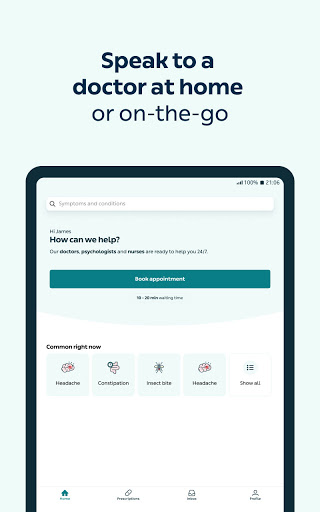 Speak to a
doctor at home
or on-the-go
100% 21:06
Symptoms and conditions
Hi James
How can we help?
Our doctors, psychologists and nurses are ready to help you 24/7.
Book appointment
10 - 20 min waiting time
Common right now
Headache
Constipation
Insect bite
Headache
Show all
Home
Prescriptions
Inbox
Profile